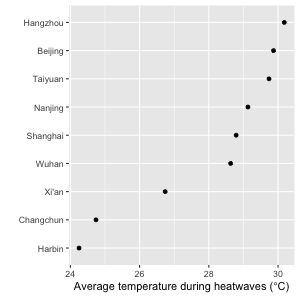 Hangzhou
Beijing
Taiyuan
Nanjing
Shanghai
Wuhan
Xi'an
Changchun
Harbin
24 26 28 30
Average temperature during heatwaves (°C)